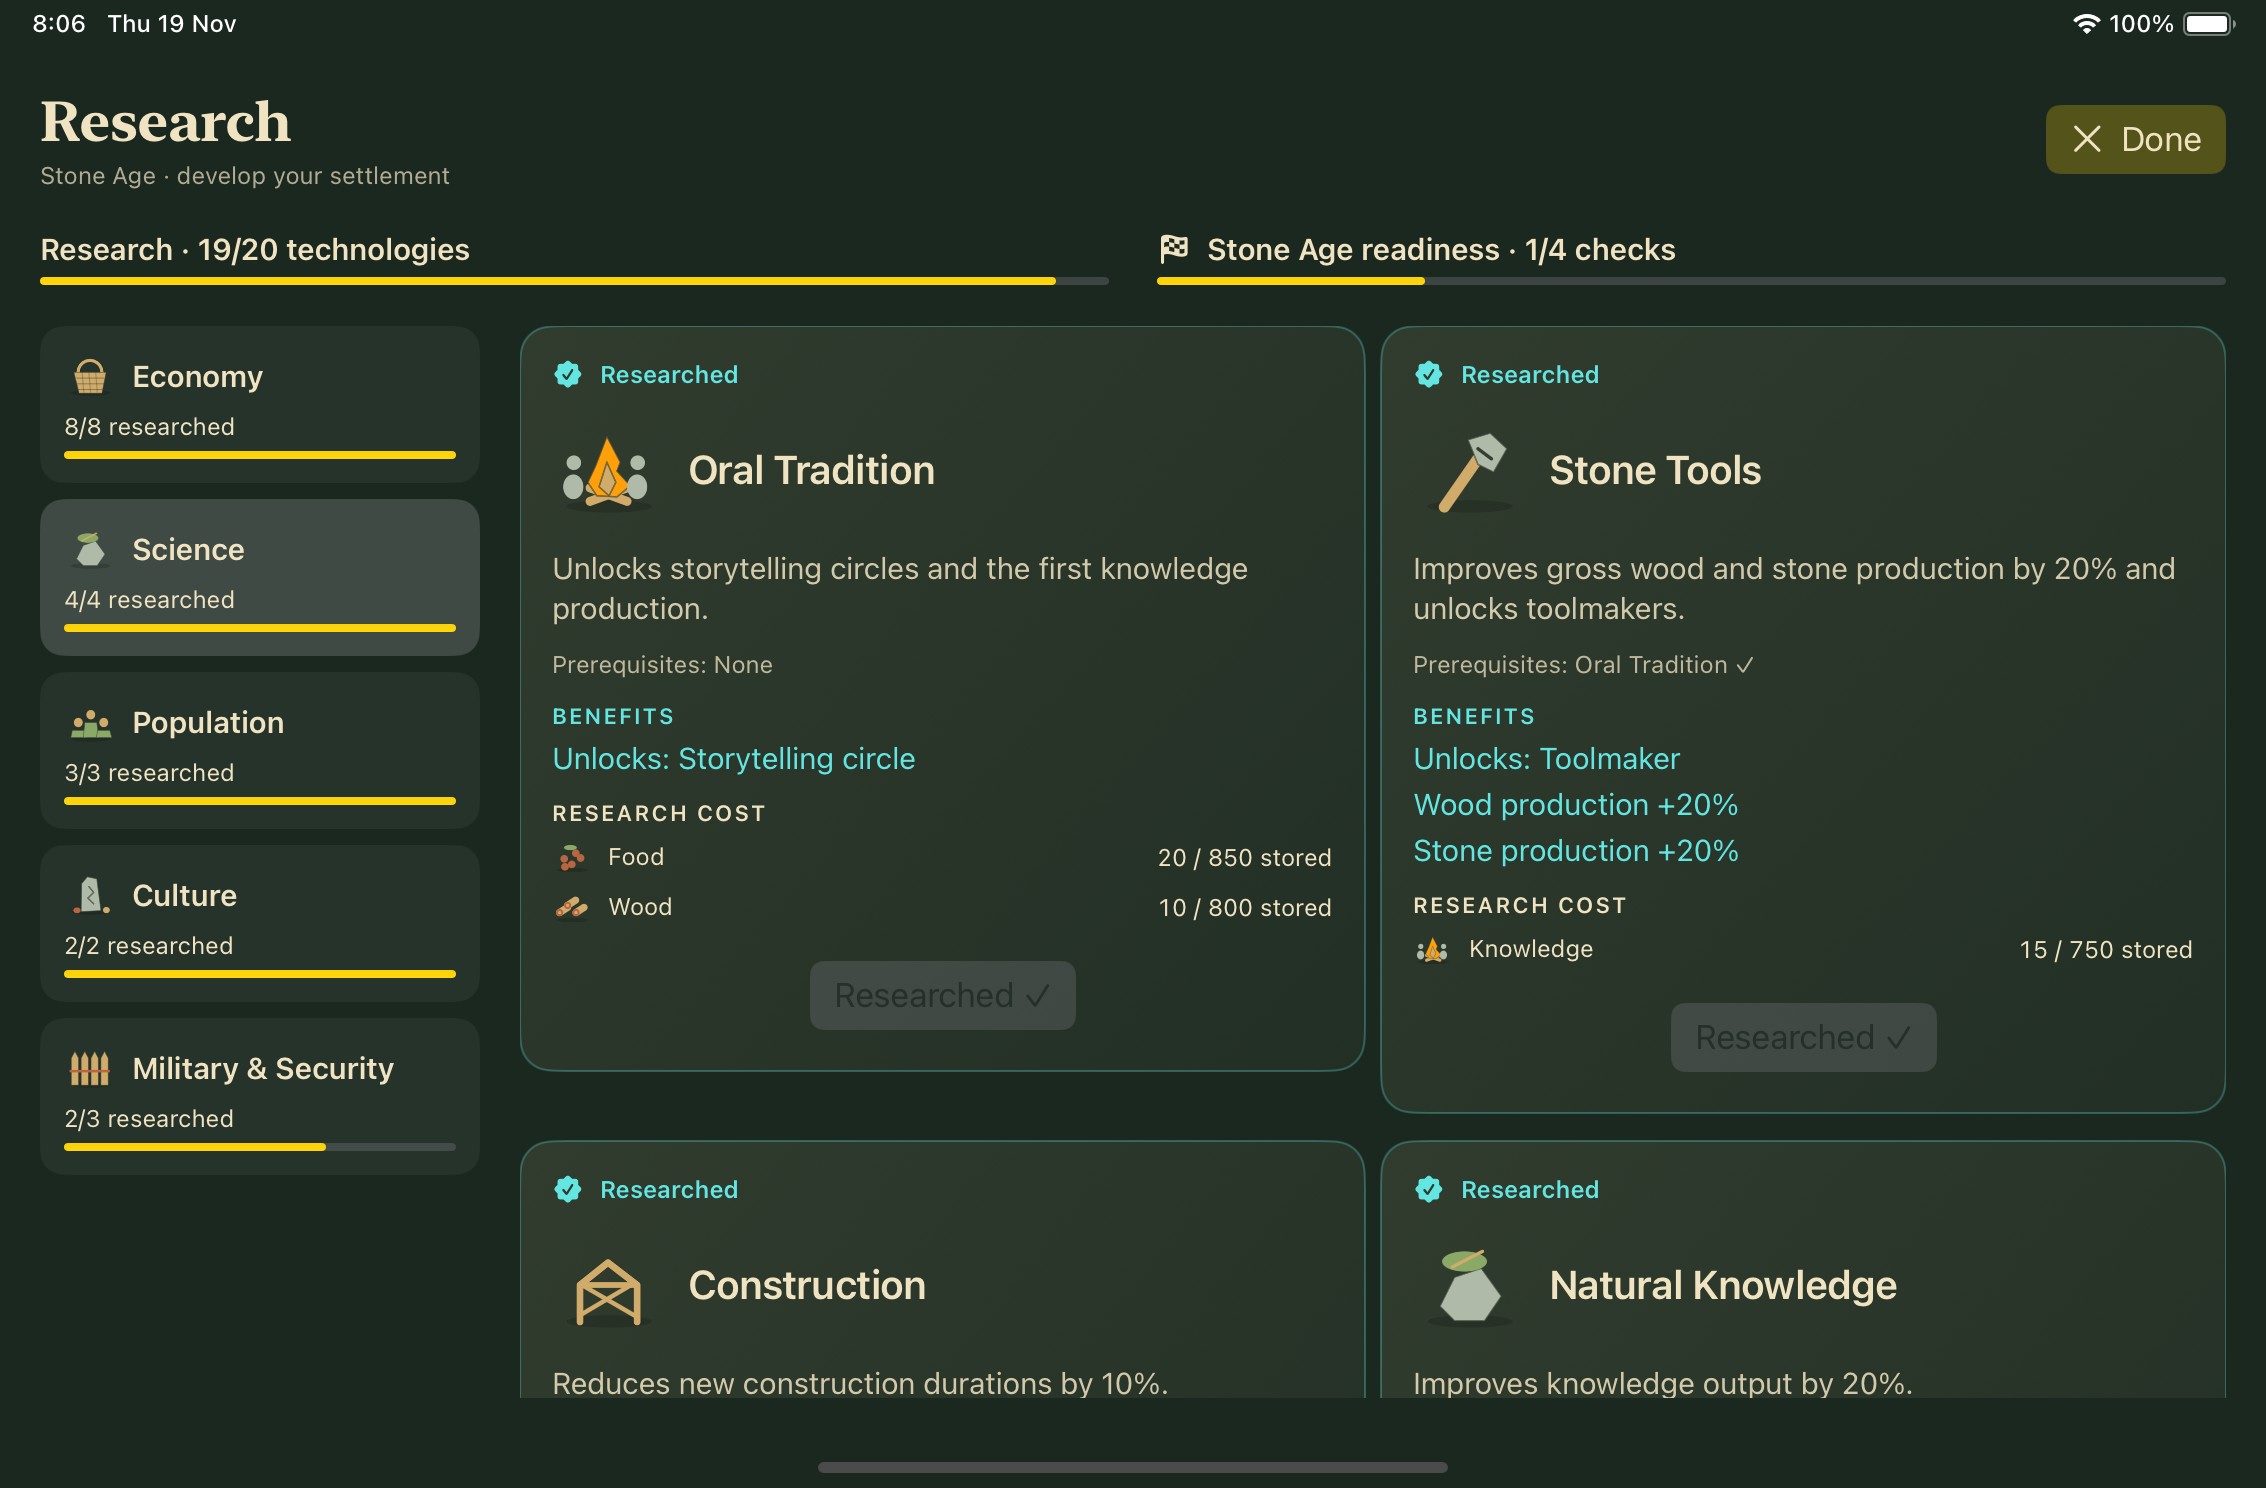 8:06 Thu 19 Nov
100%
Research
Stone Age · develop your settlement
Done
Research · 19/20 technologies
Stone Age readiness · 1/4 checks
Economy
8/8 researched
Science
4/4 researched
Population
3/3 researched
Culture
2/2 researched
Military & Security
2/3 researched
Researched
Oral Tradition
Unlocks storytelling circles and the first knowledge
production.
Prerequisites: None
BENEFITS
Unlocks: Storytelling circle
RESEARCH COST
Food 20 / 850 stored
Wood 10 / 800 stored
Researched ✓
Researched
Stone Tools
Improves gross wood and stone production by 20% and
unlocks toolmakers.
Prerequisites: Oral Tradition ✓
BENEFITS
Unlocks: Toolmaker
Wood production +20%
Stone production +20%
RESEARCH COST
Knowledge 15 / 750 stored
Researched ✓
Researched
Construction
Reduces new construction durations by 10%.
Researched
Natural Knowledge
Improves knowledge output by 20%.